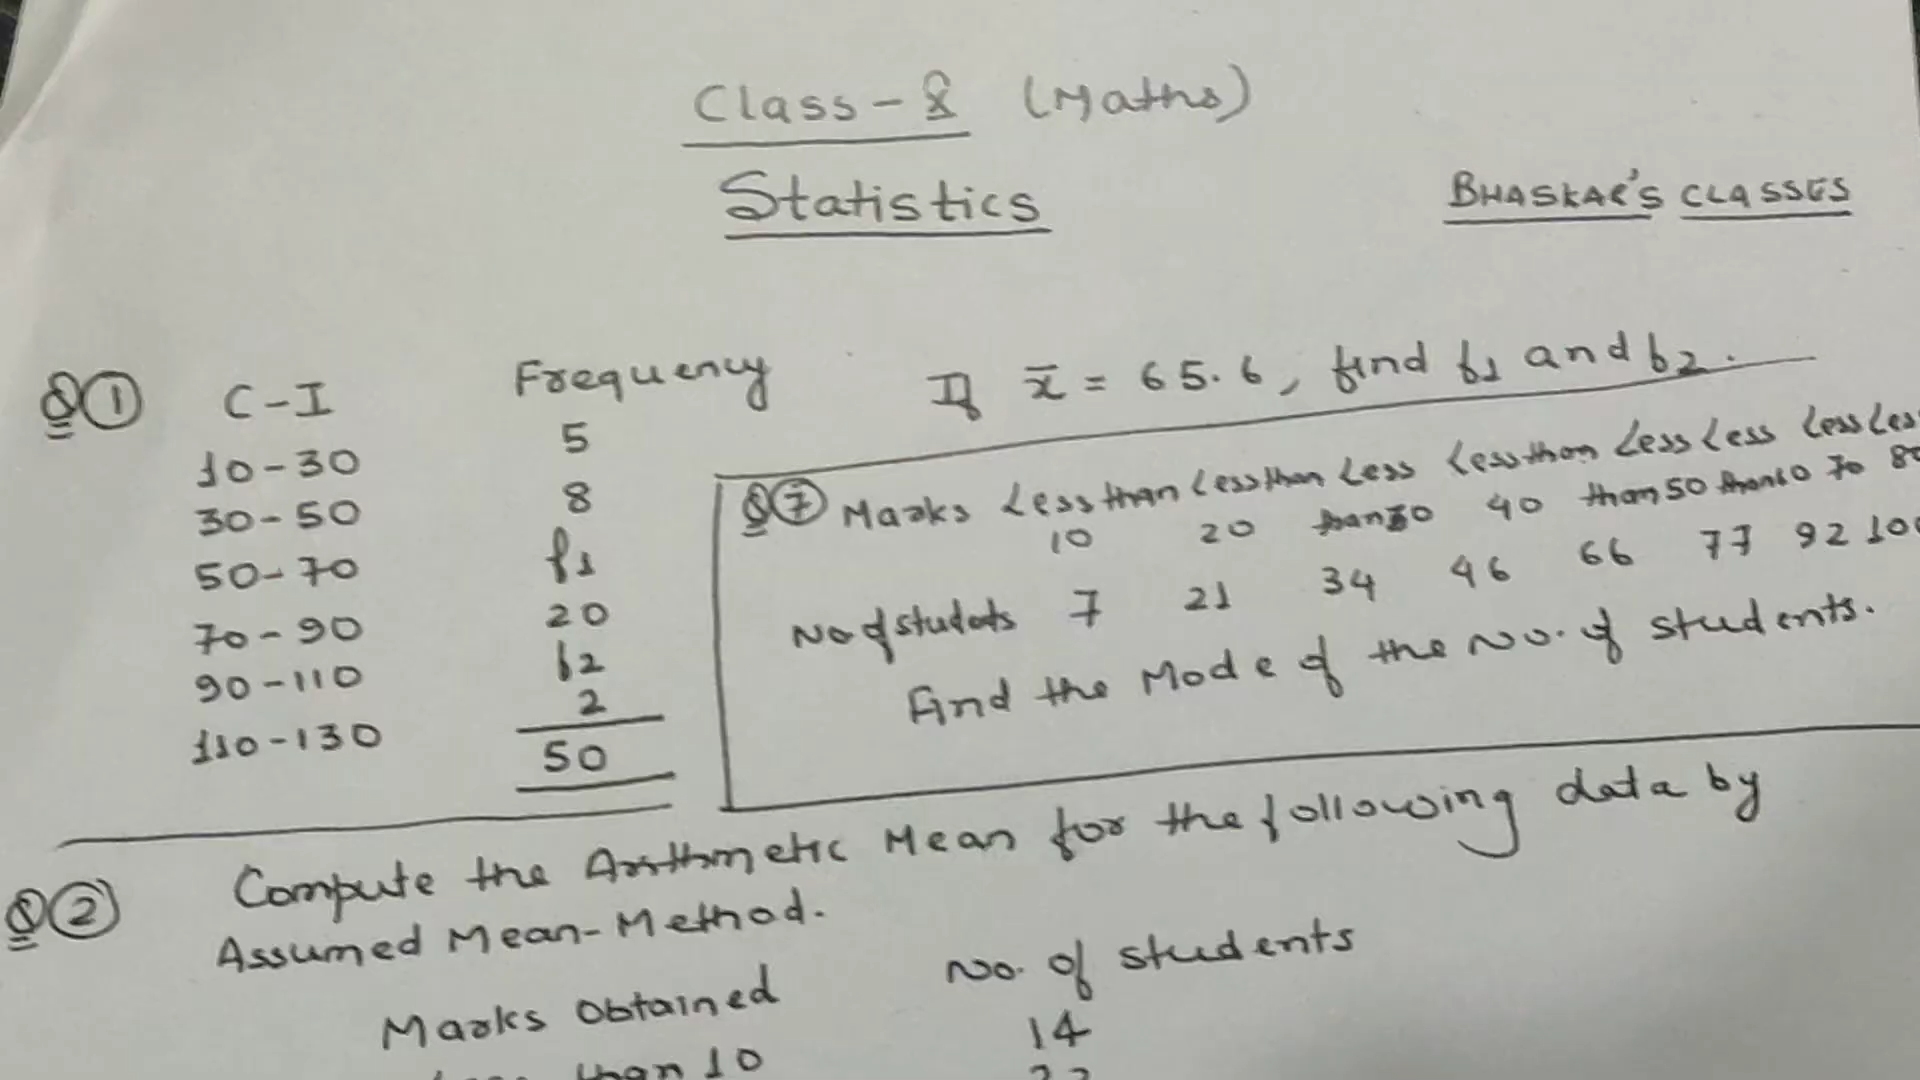 Class-X (Maths)
Statistics
BHASKAR'S CLASSES
Q① C-I Frequency If x̄ = 65.6, find f1 and f2.
10-30 5
30-50 8
50-70 f1
70-90 20
90-110 f2
110-130 2
50
Q⑦ Marks Less than Less than Less Less than Less Less Less Les
10 20 than 30 40 than 50 than 60 70 80
No of students 7 21 34 46 66 77 92 100
Find the Mode of the No. of students.
Q② Compute the Arithmetic Mean for the following data by
Assumed Mean-Method.
Marks Obtained No. of students
than 10 14